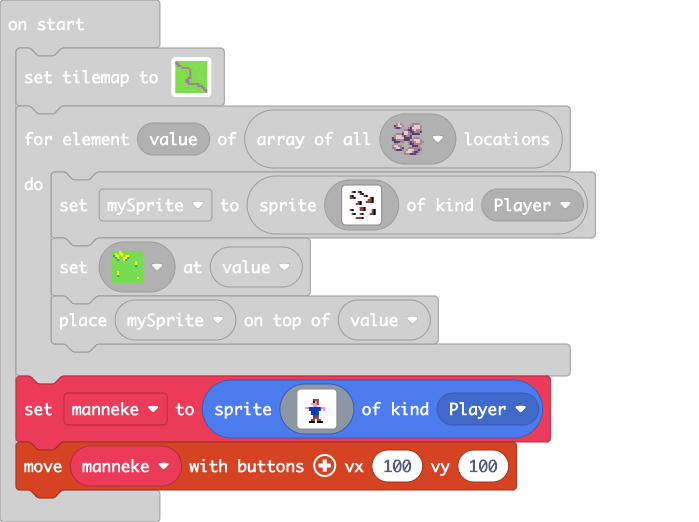 on start
set tilemap to
for element value of array of all locations
do
set mySprite to sprite of kind Player
set at value
place mySprite on top of value
set manneke to sprite of kind Player
move manneke with buttons vx 100 vy 100